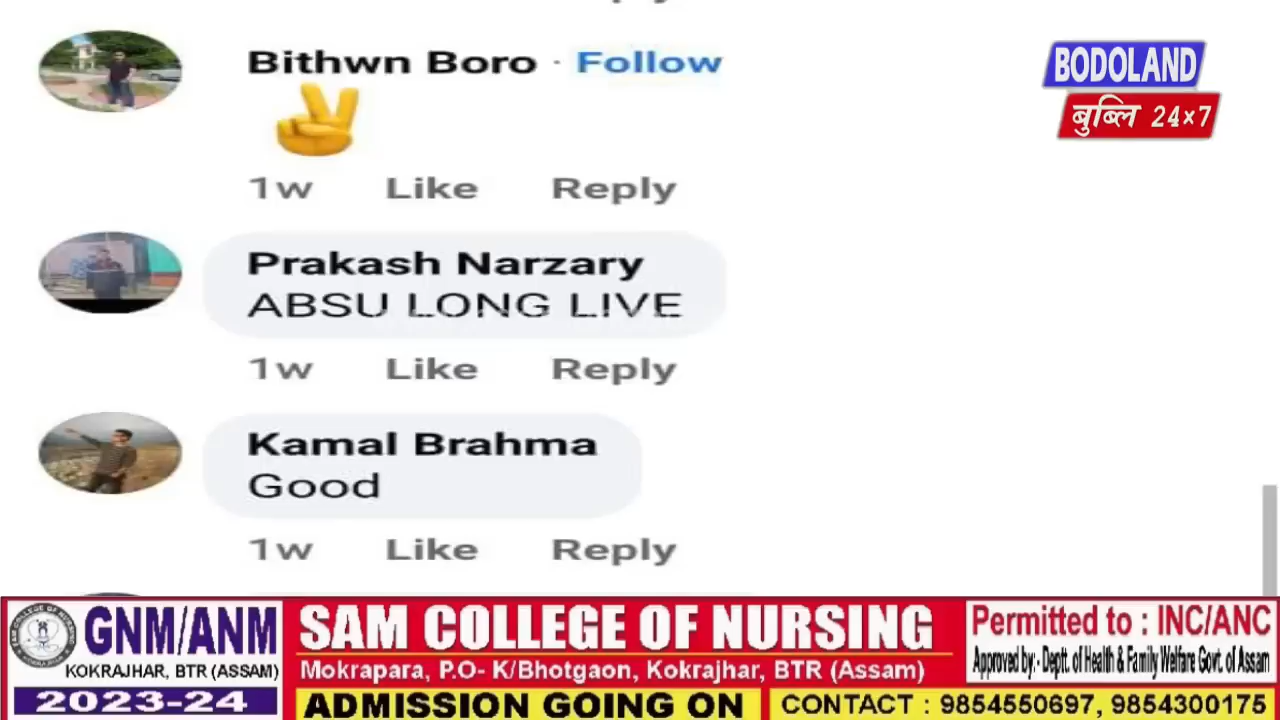 Bithwn Boro · Follow
✌
1w Like Reply
Prakash Narzary
ABSU LONG LIVE
1w Like Reply
Kamal Brahma
Good
1w Like Reply
BODOLAND
बुब्लि 24×7
GNM/ANM
KOKRAJHAR, BTR (ASSAM)
2023-24
SAM COLLEGE OF NURSING
Mokrapara, P.O- K/Bhotgaon, Kokrajhar, BTR (Assam)
ADMISSION GOING ON
Permitted to : INC/ANC
Approved by:- Deptt. of Health & Family Welfare Govt. of Assam
CONTACT : 9854550697, 9854300175